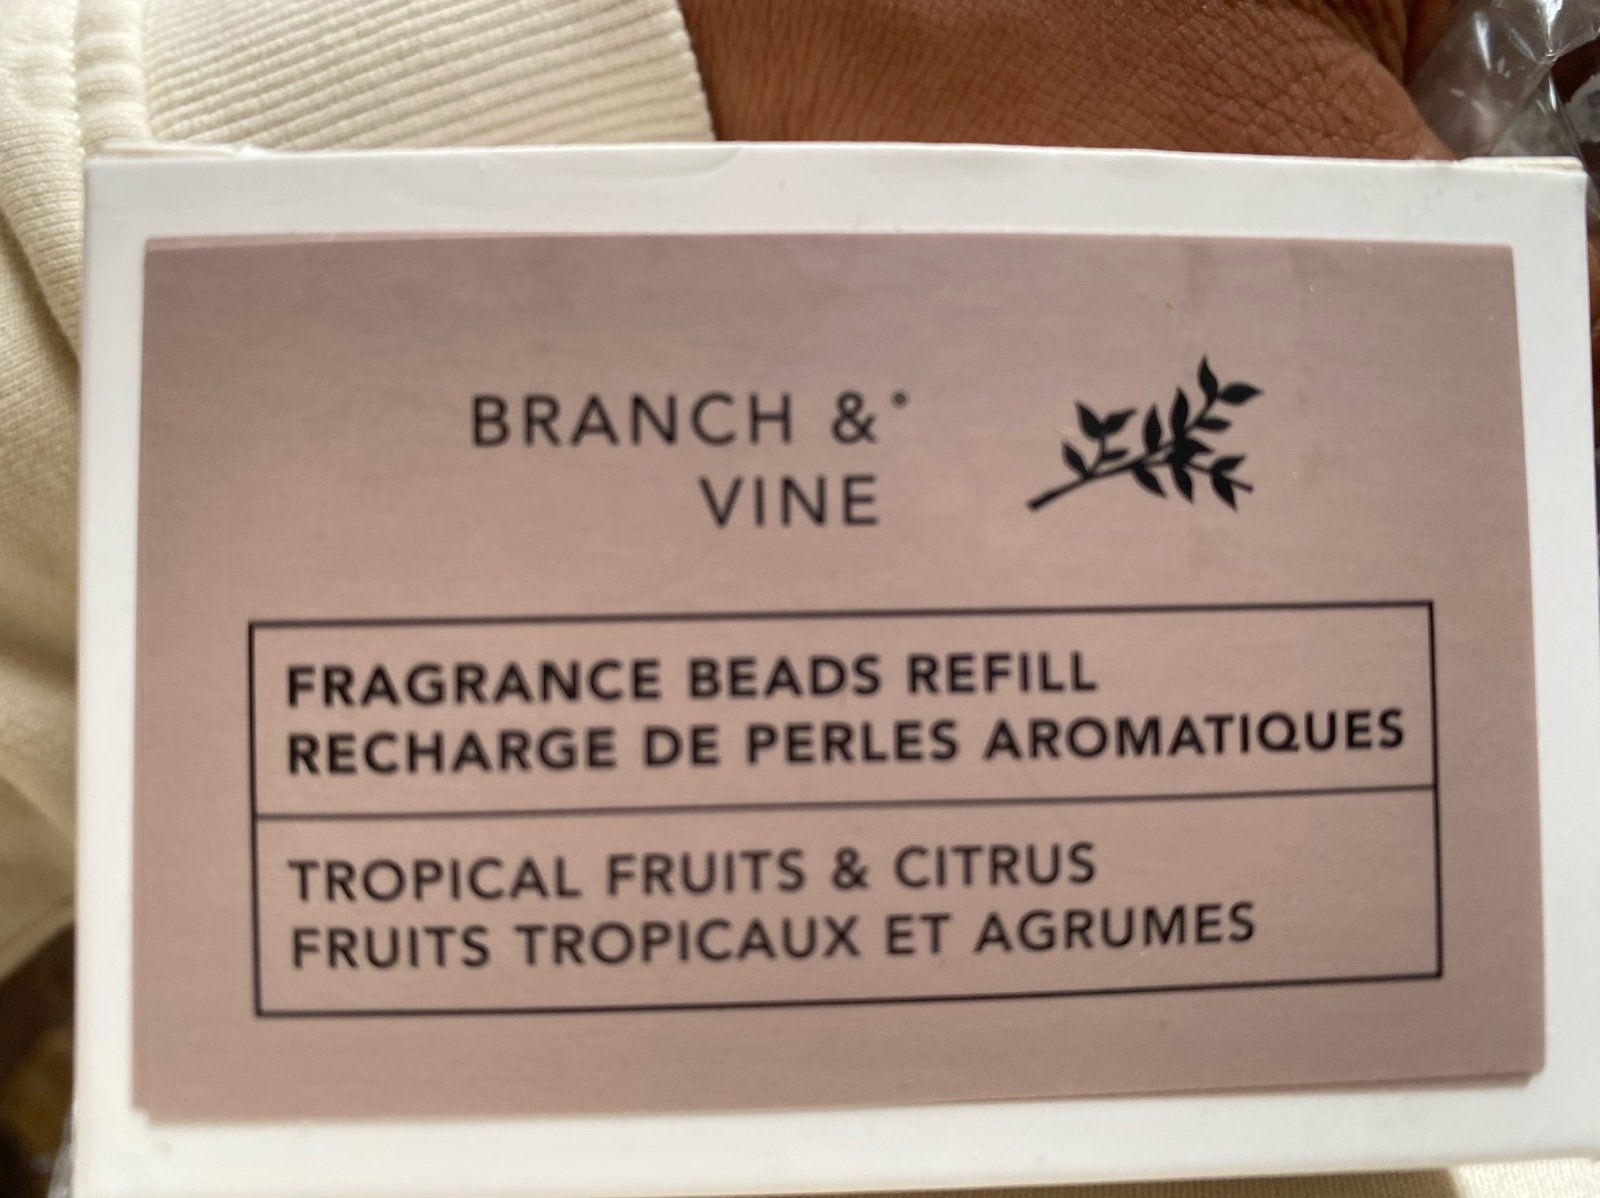 BRANCH &°
VINE
FRAGRANCE BEADS REFILL
RECHARGE DE PERLES AROMATIQUES
TROPICAL FRUITS & CITRUS
FRUITS TROPICAUX ET AGRUMES